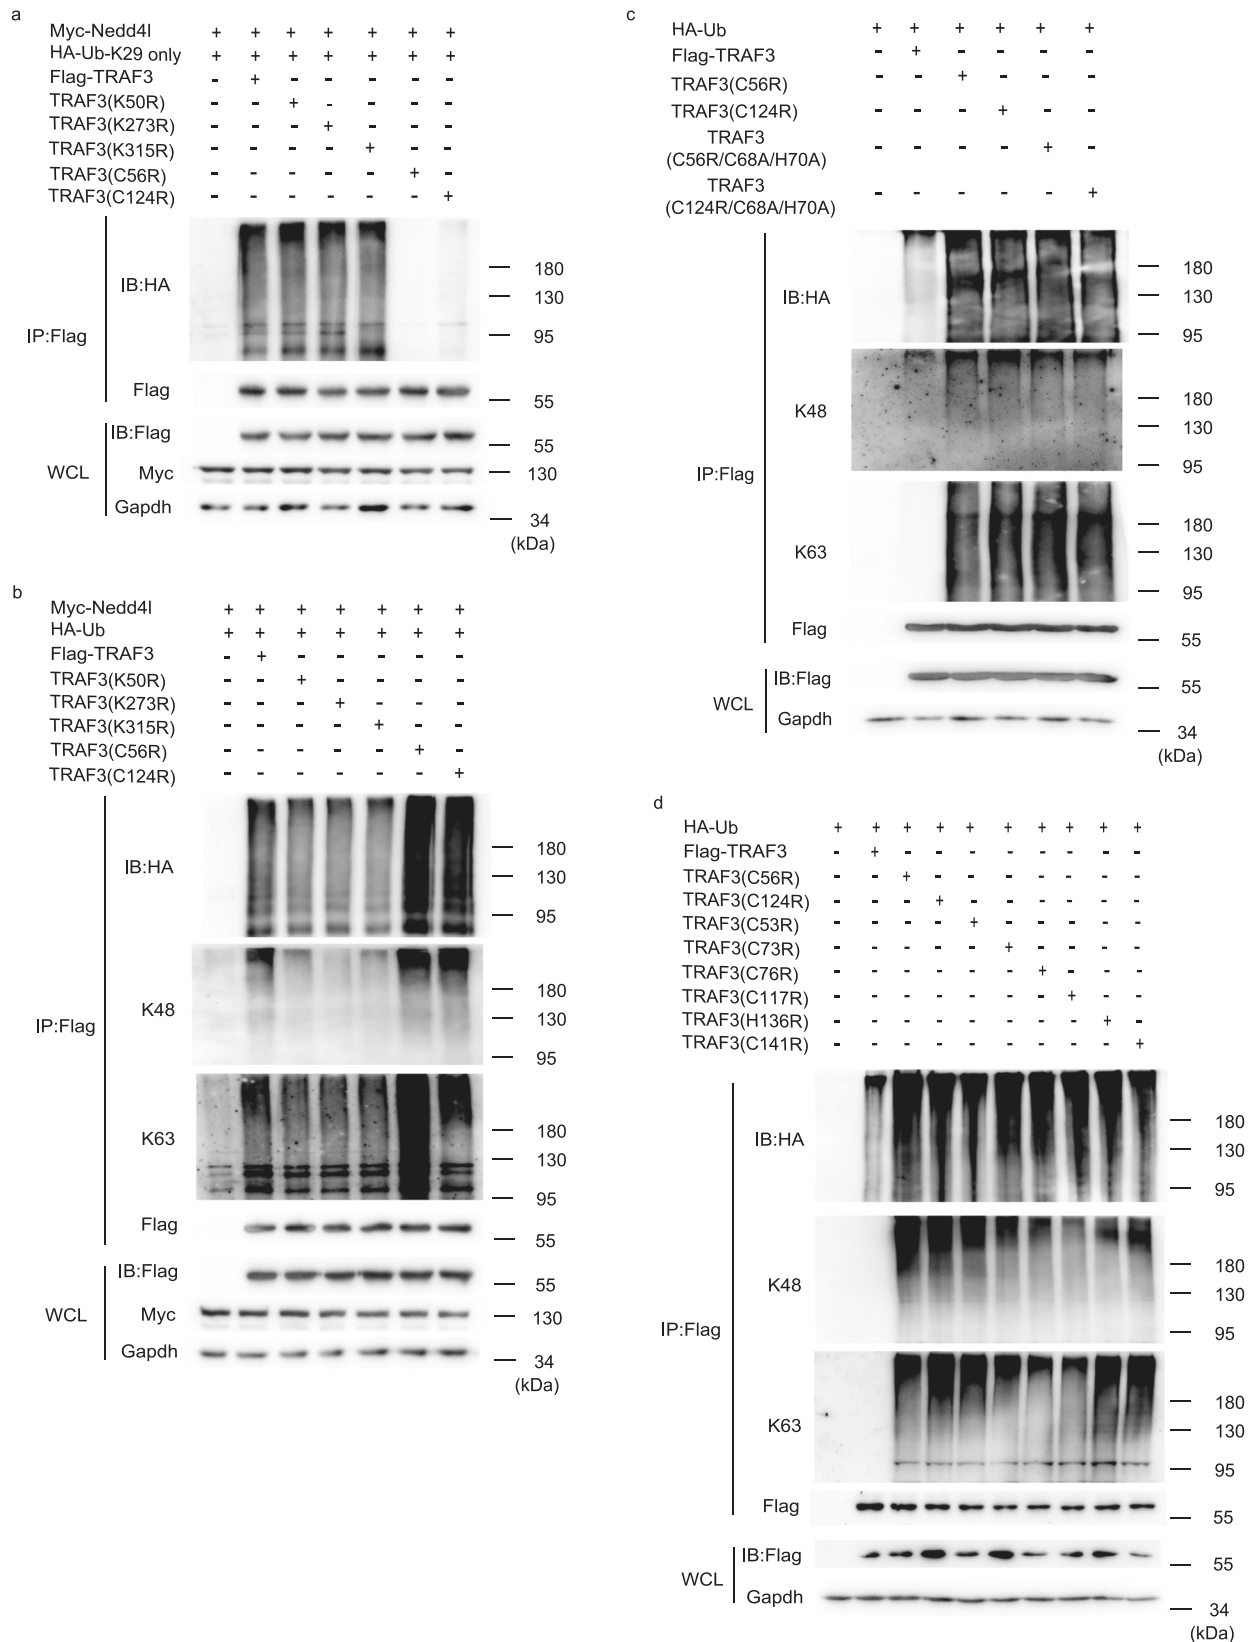 a
Myc-Nedd4l + + + + + + +
HA-Ub-K29 only + + + + + + +
Flag-TRAF3 - + - - - - -
TRAF3(K50R) - - + - - - -
TRAF3(K273R) - - - + - - -
TRAF3(K315R) - - - - + - -
TRAF3(C56R) - - - - - + -
TRAF3(C124R) - - - - - - +
IP:Flag
IB:HA
180
130
95
Flag
55
WCL
IB:Flag
55
Myc
130
Gapdh
34
(kDa)
b
Myc-Nedd4l + + + + + + +
HA-Ub + + + + + + +
Flag-TRAF3 - + - - - - -
TRAF3(K50R) - - + - - - -
TRAF3(K273R) - - - + - - -
TRAF3(K315R) - - - - + - -
TRAF3(C56R) - - - - - + -
TRAF3(C124R) - - - - - - +
IP:Flag
IB:HA
180
130
95
K48
180
130
95
K63
180
130
95
Flag
55
WCL
IB:Flag
55
Myc
130
Gapdh
34
(kDa)
c
HA-Ub + + + + + +
Flag-TRAF3 - + - - - -
TRAF3(C56R) - - + - - -
TRAF3(C124R) - - - + - -
TRAF3
(C56R/C68A/H70A) - - - - + -
TRAF3
(C124R/C68A/H70A) - - - - - +
IP:Flag
IB:HA
180
130
95
K48
180
130
95
K63
180
130
95
Flag
55
WCL
IB:Flag
55
Gapdh
34
(kDa)
d
HA-Ub + + + + + + + + + +
Flag-TRAF3 - + - - - - - - - -
TRAF3(C56R) - - + - - - - - - -
TRAF3(C124R) - - - + - - - - - -
TRAF3(C53R) - - - - + - - - - -
TRAF3(C73R) - - - - - + - - - -
TRAF3(C76R) - - - - - - + - - -
TRAF3(C117R) - - - - - - - + - -
TRAF3(H136R) - - - - - - - - + -
TRAF3(C141R) - - - - - - - - - +
IP:Flag
IB:HA
180
130
95
K48
180
130
95
K63
180
130
95
Flag
55
WCL
IB:Flag
55
Gapdh
34
(kDa)